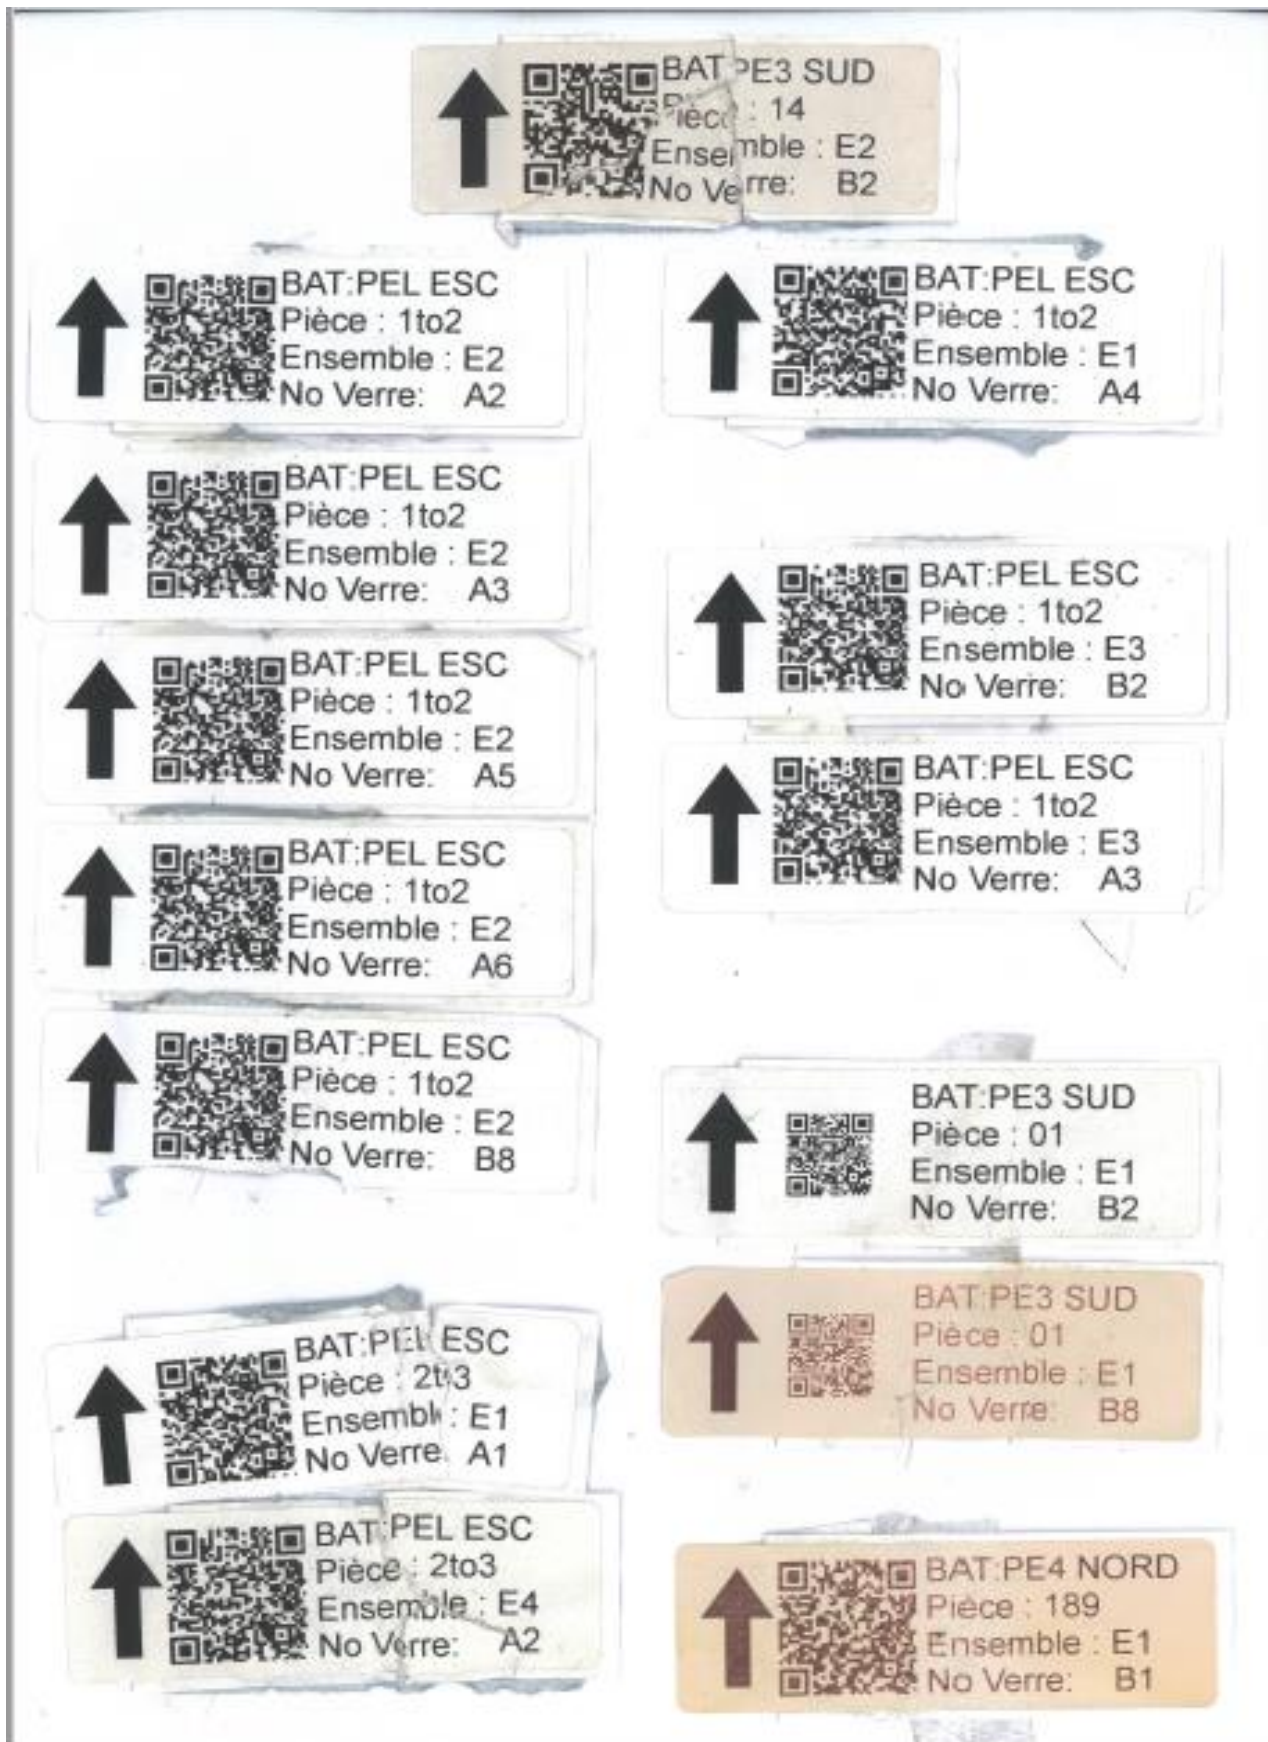 BAT:PE3 SUD
Pièce : 14
Ensemble : E2
No Verre: B2
BAT:PEL ESC
Pièce : 1to2
Ensemble : E2
No Verre: A2
BAT:PEL ESC
Pièce : 1to2
Ensemble : E2
No Verre: A3
BAT:PEL ESC
Pièce : 1to2
Ensemble : E2
No Verre: A5
BAT:PEL ESC
Pièce : 1to2
Ensemble : E2
No Verre: A6
BAT:PEL ESC
Pièce : 1to2
Ensemble : E2
No Verre: B8
BAT:PEL ESC
Pièce : 2to3
Ensemble : E1
No Verre: A1
BAT:PEL ESC
Pièce : 2to3
Ensemble : E4
No Verre: A2
BAT:PEL ESC
Pièce : 1to2
Ensemble : E1
No Verre: A4
BAT:PEL ESC
Pièce : 1to2
Ensemble : E3
No Verre: B2
BAT:PEL ESC
Pièce : 1to2
Ensemble : E3
No Verre: A3
BAT:PE3 SUD
Pièce : 01
Ensemble : E1
No Verre: B2
BAT:PE3 SUD
Pièce : 01
Ensemble : E1
No Verre: B8
BAT:PE4 NORD
Pièce : 189
Ensemble : E1
No Verre: B1